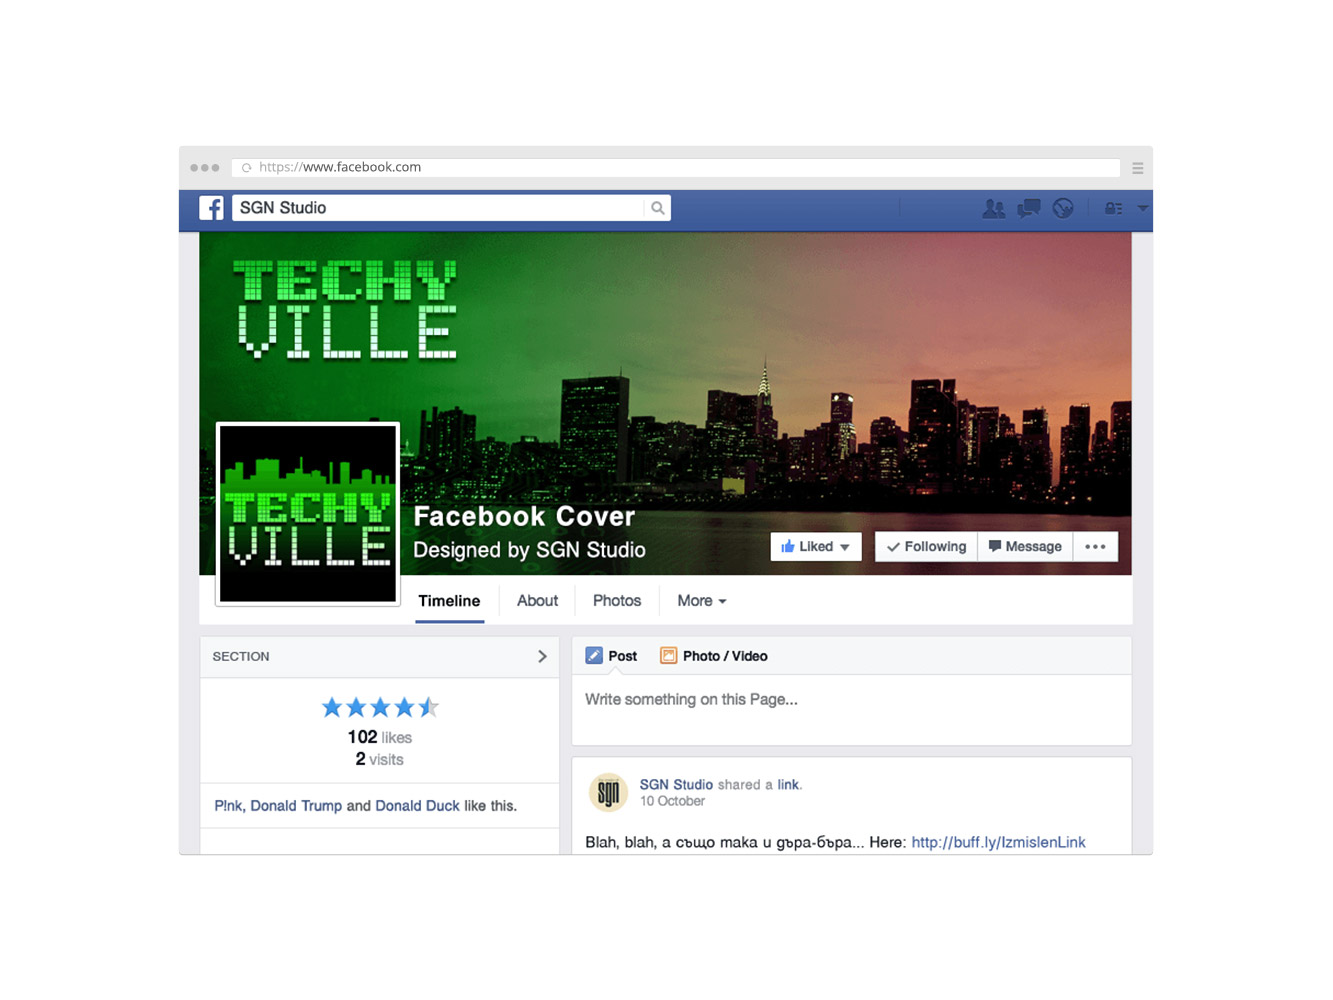 https://www.facebook.com
SGN Studio
TECHY
VILLE
TECHY
VILLE
Facebook Cover
Designed by SGN Studio
Liked
Following
Message
Timeline
About
Photos
More
SECTION
102 likes
2 visits
P!nk, Donald Trump and Donald Duck like this.
Post
Photo / Video
Write something on this Page...
sgn
SGN Studio shared a link.
10 October
Blah, blah, а също така и дъра-бъра... Here: http://buff.ly/IzmislenLink